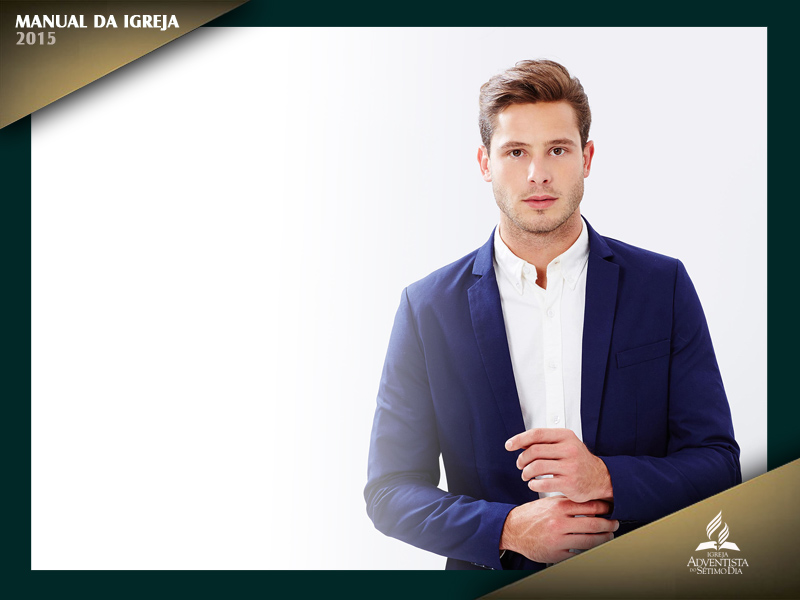 MANUAL DA IGREJA
2015
IGREJA
ADVENTISTA
DO SÉTIMO DIA